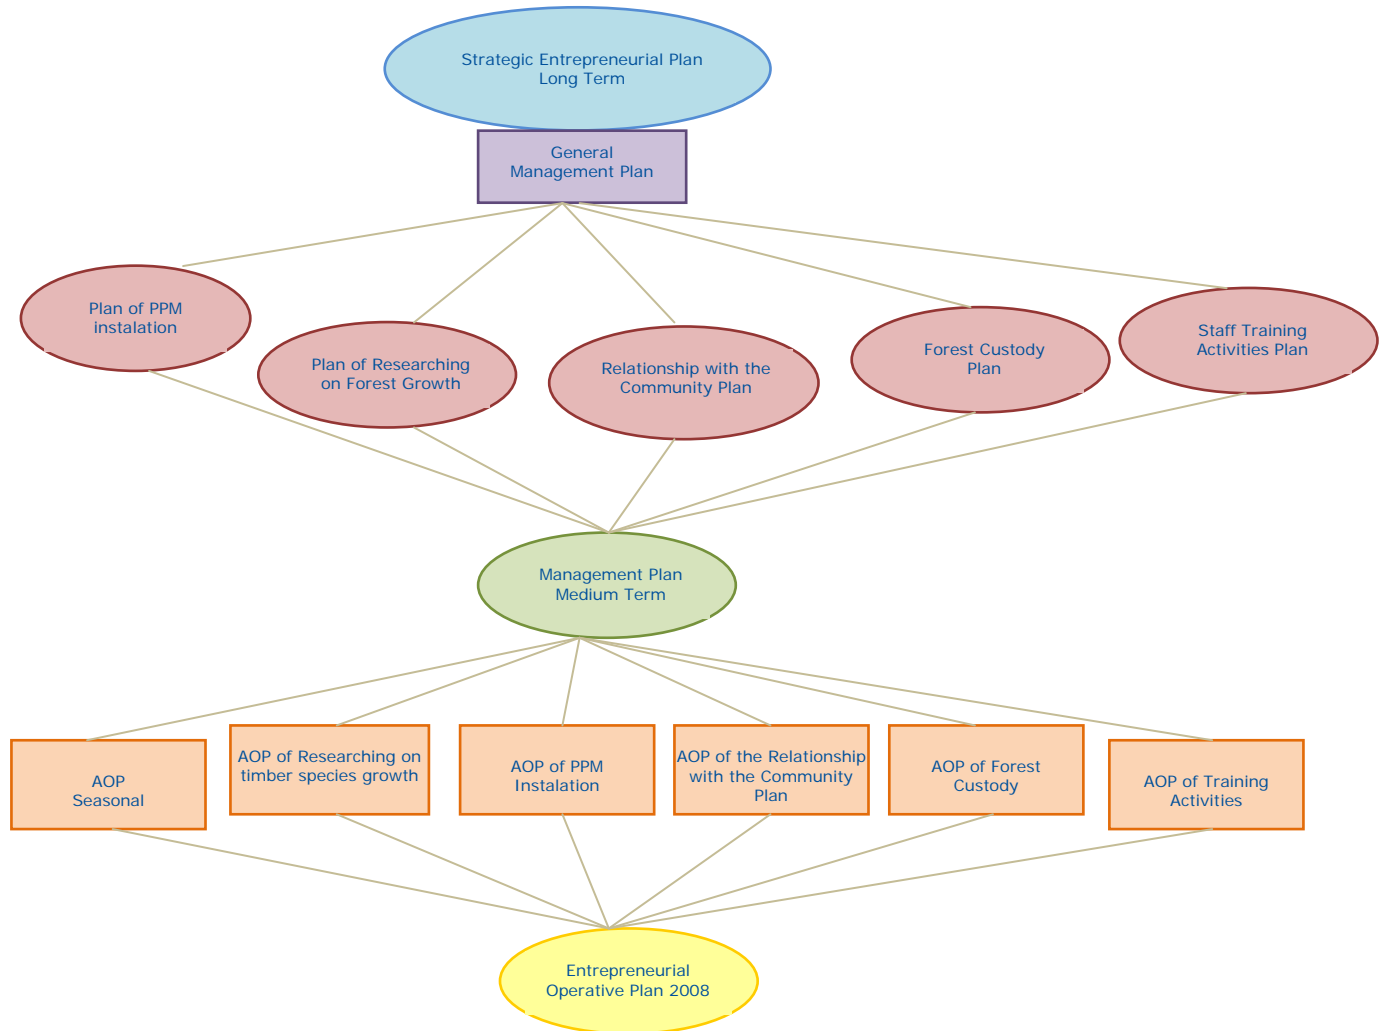 Strategic Entrepreneurial Plan
Long Term
General
Management Plan
Plan of PPM
instalation
Plan of Researching
on Forest Growth
Relationship with the
Community Plan
Forest Custody
Plan
Staff Training
Activities Plan
Management Plan
Medium Term
AOP
Seasonal
AOP of Researching on
timber species growth
AOP of PPM
Instalation
AOP of the Relationship
with the Community
Plan
AOP of Forest
Custody
AOP of Training
Activities
Entrepreneurial
Operative Plan 2008